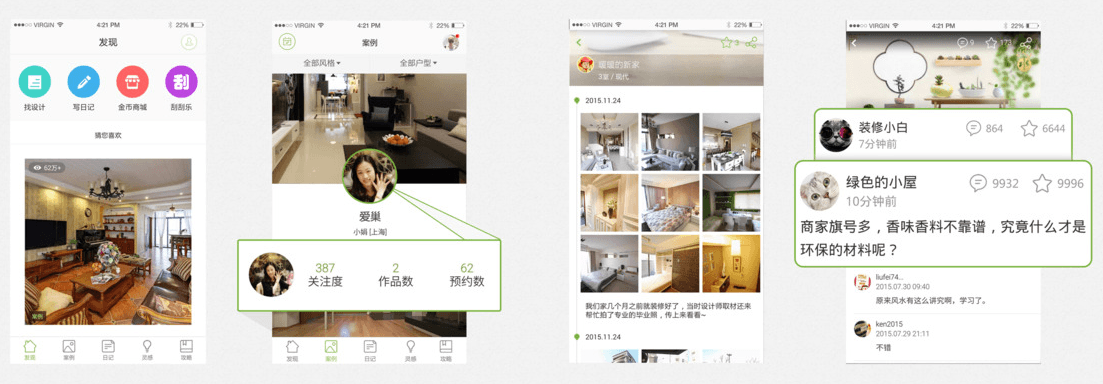 VIRGIN 4:21 PM 22%
发现
找设计 写日记 金币商城 刮刮乐
刮
猜您喜欢
62万+
案例
发现 案例 日记 灵感 攻略
VIRGIN 4:21 PM 22%
案例
全部风格 全部户型
爱巢
小娟 [上海]
387 2 62
关注度 作品数 预约数
发现 案例 日记 灵感 攻略
VIRGIN 4:21 PM 22%
3
暖暖的新家
3室 / 现代
2015.11.24
我们家几个月之前就装修好了，当时设计师取材还来
帮忙拍了专业的毕业照，传上来看看~
2015.11.24
VIRGIN 4:21 PM 22%
9 173
装修小白 864 6644
7分钟前
绿色的小屋 9932 9996
10分钟前
商家旗号多，香味香料不靠谱，究竟什么才是
环保的材料呢？
liufei74...
2015.07.30 09:40
原来风水有这么讲究啊，学习了。
ken2015
2015.07.29 21:11
不错